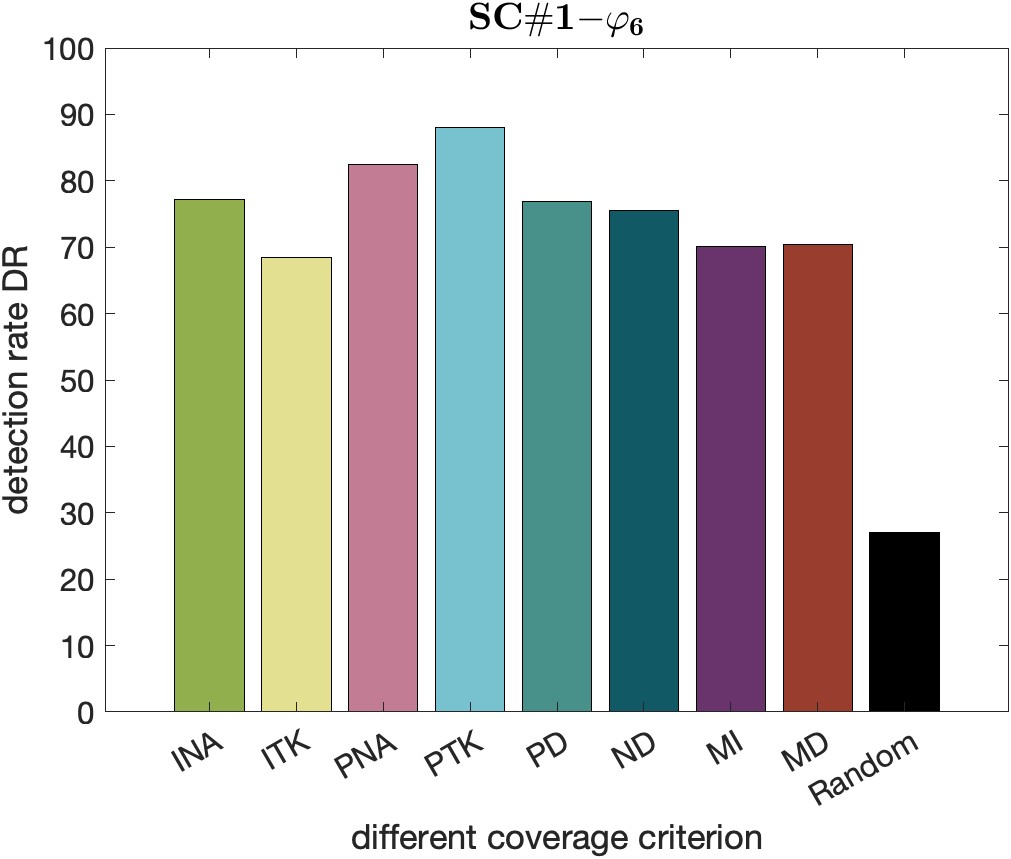 SC#1−φ6
100
90
80
70
60
50
40
30
20
10
0
detection rate DR
INA ITK PNA PTK PD ND MI MD Random
different coverage criterion